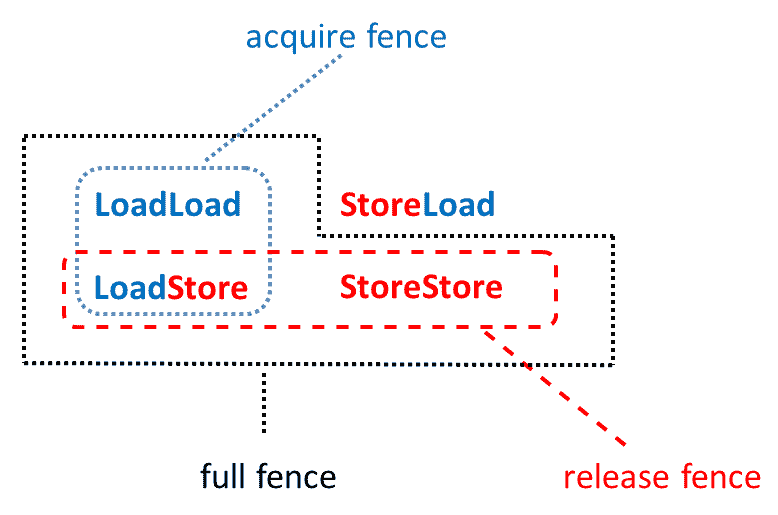 acquire fence
LoadLoad
StoreLoad
LoadStore
StoreStore
full fence
release fence